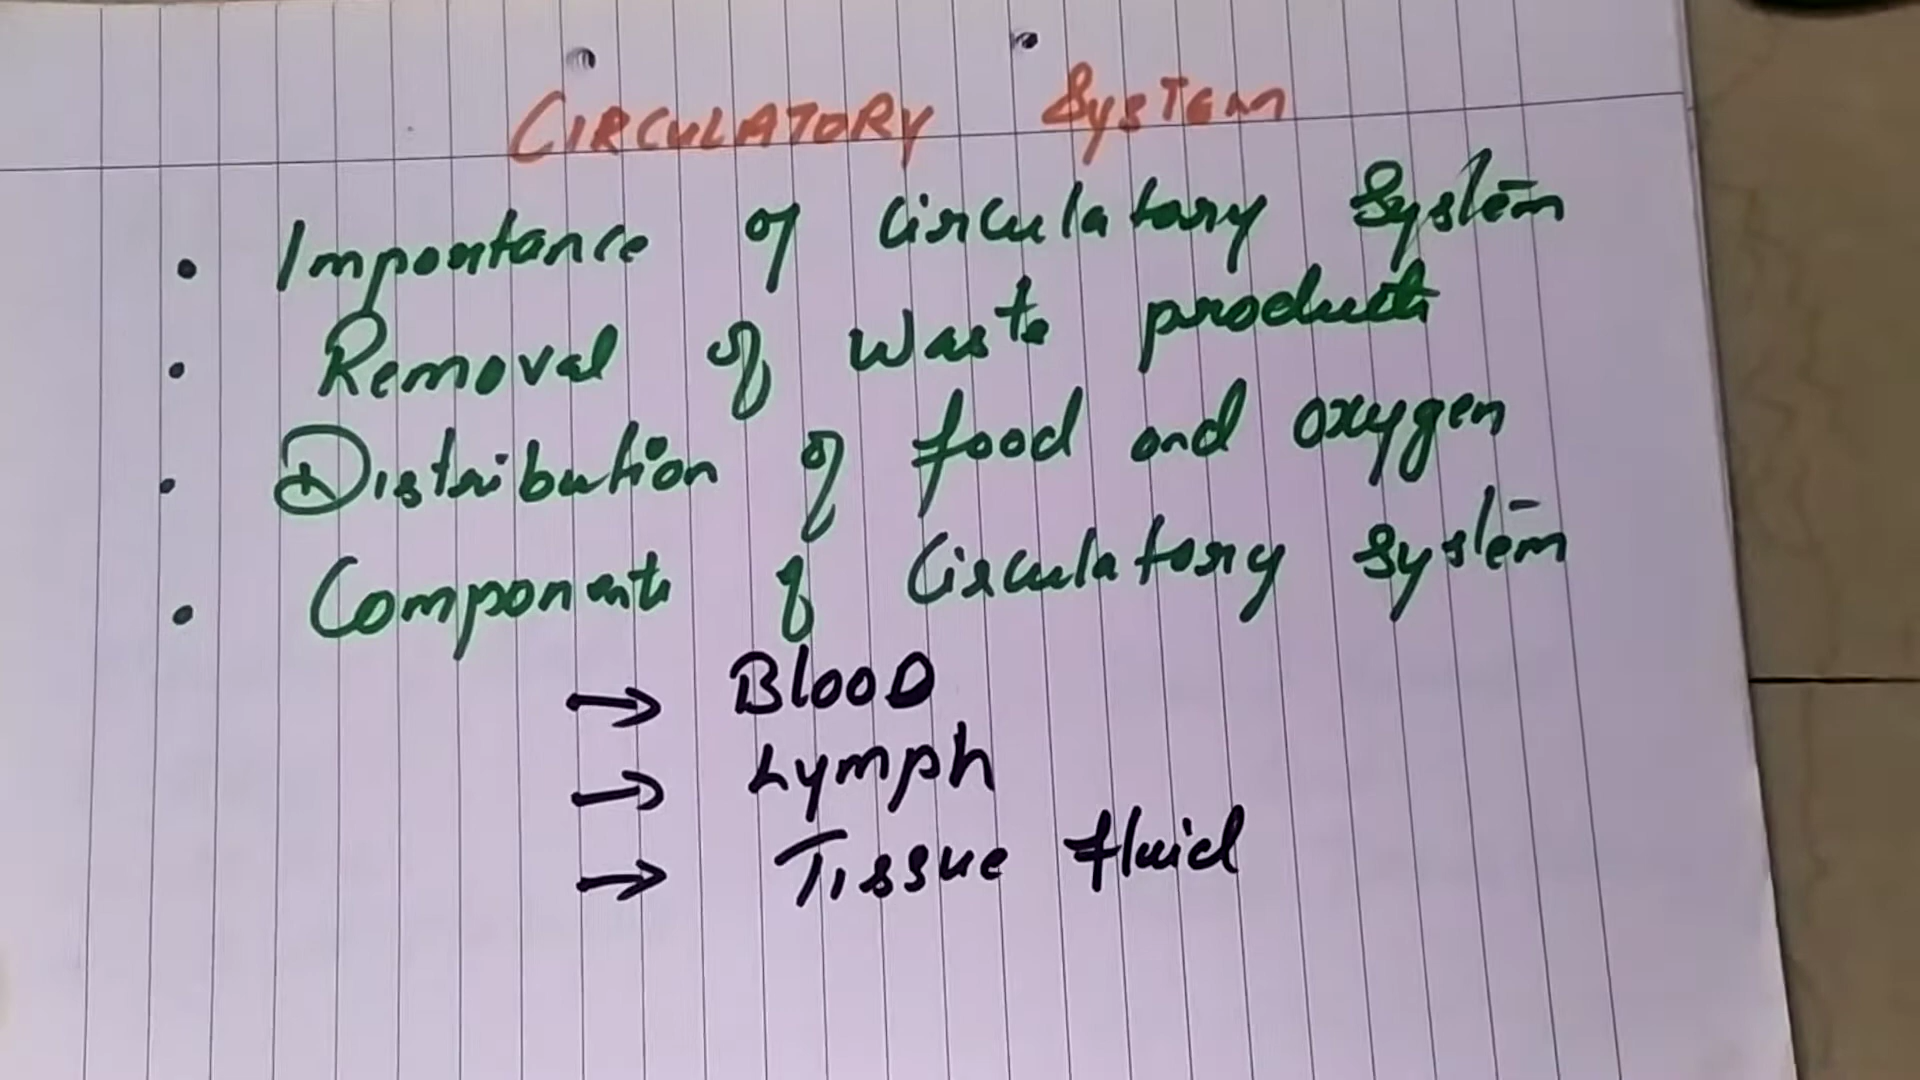 CIRCULATORY SYSTEM
• Importance of circulatory system
• Removal of waste products
• Distribution of food and oxygen
• Components of Circulatory system
→ Blood
→ Lymph
→ Tissue fluid